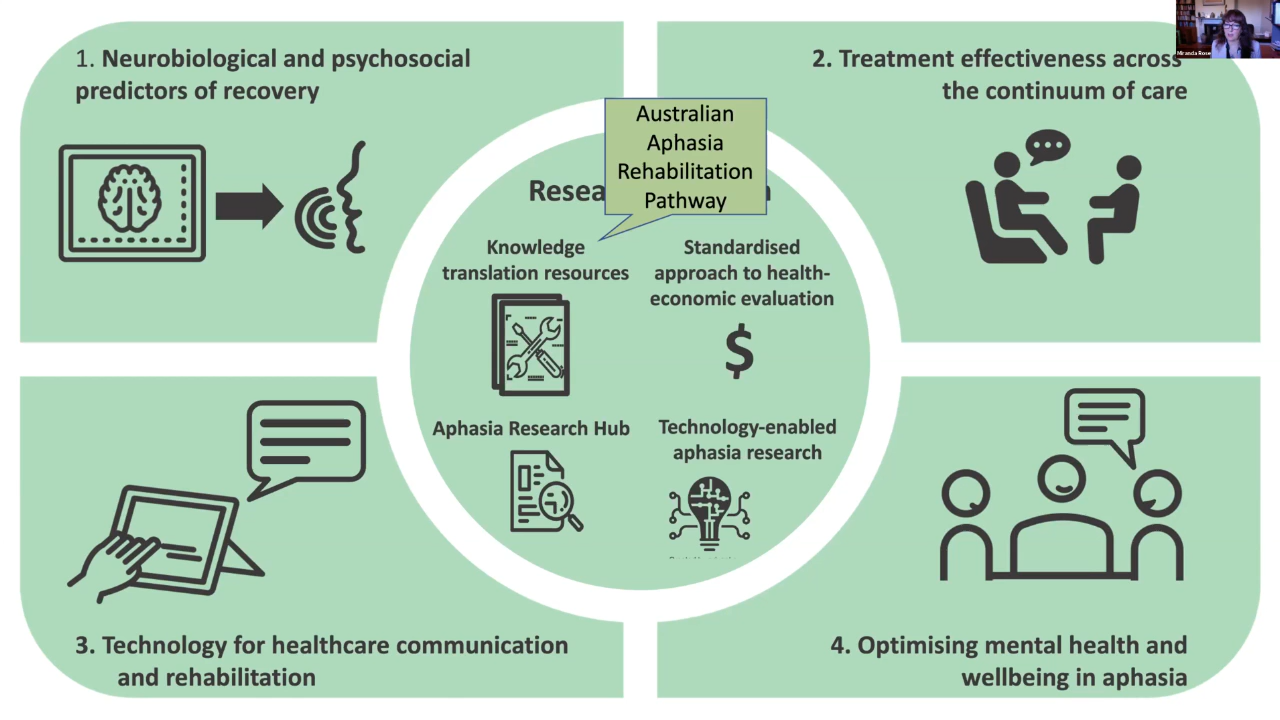 1. Neurobiological and psychosocial
predictors of recovery
2. Treatment effectiveness across
the continuum of care
Miranda Rose
Australian
Aphasia
Rehabilitation
Pathway
Knowledge
translation resources
Standardised
approach to health-
economic evaluation
$
Aphasia Research Hub
Technology-enabled
aphasia research
3. Technology for healthcare communication
and rehabilitation
4. Optimising mental health and
wellbeing in aphasia